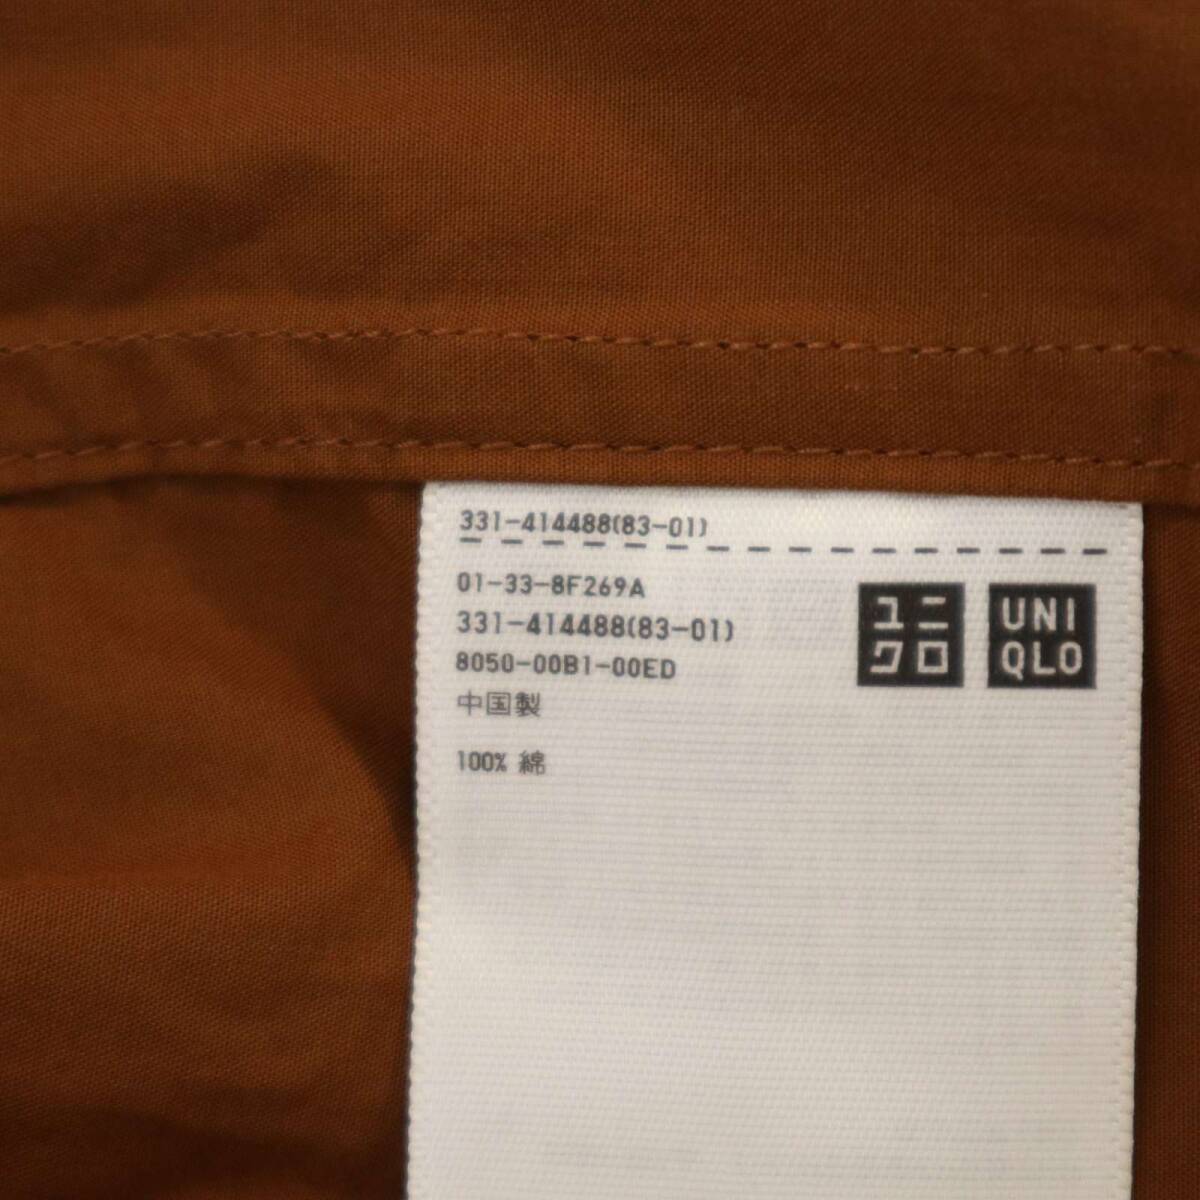 331-414488(83-01)
01-33-8F269A
331-414488(83-01)
8050-00B1-00ED
中国製
100% 綿
ユニ
クロ
UNI
QLO